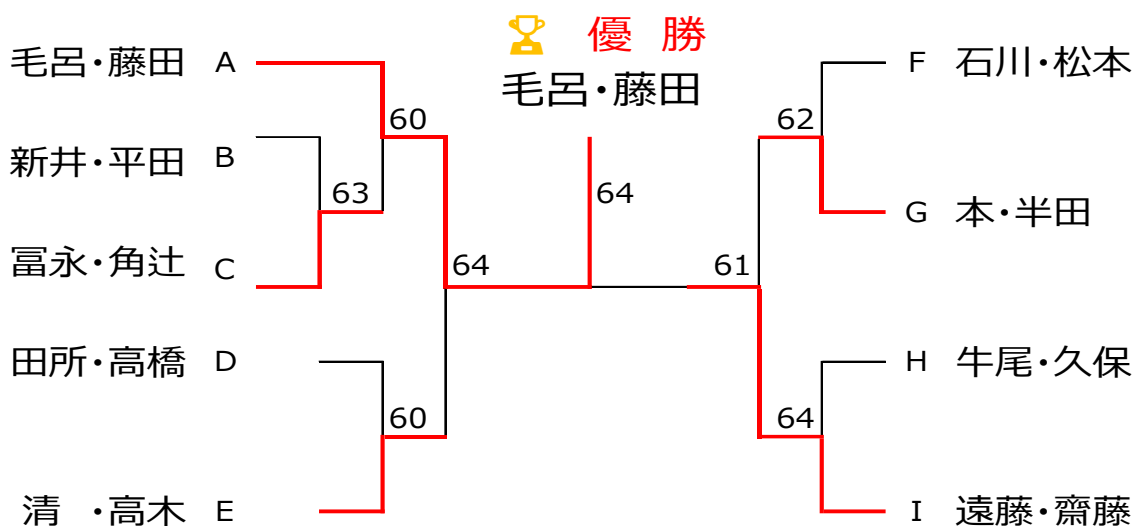 優 勝
毛呂・藤田
毛呂・藤田 A
60
新井・平田 B
63
冨永・角辻 C
64
田所・高橋 D
60
清 ・高木 E
64
F 石川・松本
62
G 本・半田
61
H 牛尾・久保
64
I 遠藤・齋藤